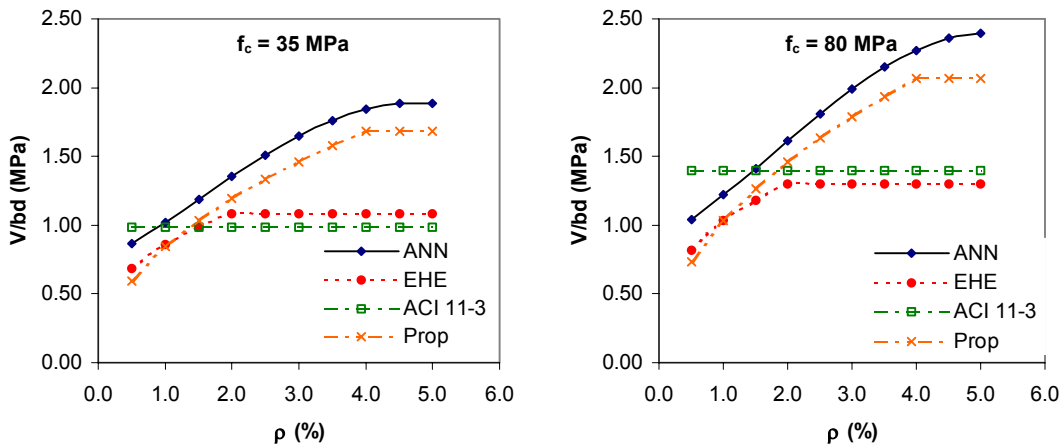 f_c = 35 MPa
V/bd (MPa)
2.50
2.00
1.50
1.00
0.50
0.00
ANN
EHE
ACI 11-3
Prop
0.0 1.0 2.0 3.0 4.0 5.0 6.0
ρ (%)
f_c = 80 MPa
V/bd (MPa)
2.50
2.00
1.50
1.00
0.50
0.00
ANN
EHE
ACI 11-3
Prop
0.0 1.0 2.0 3.0 4.0 5.0 6.0
ρ (%)